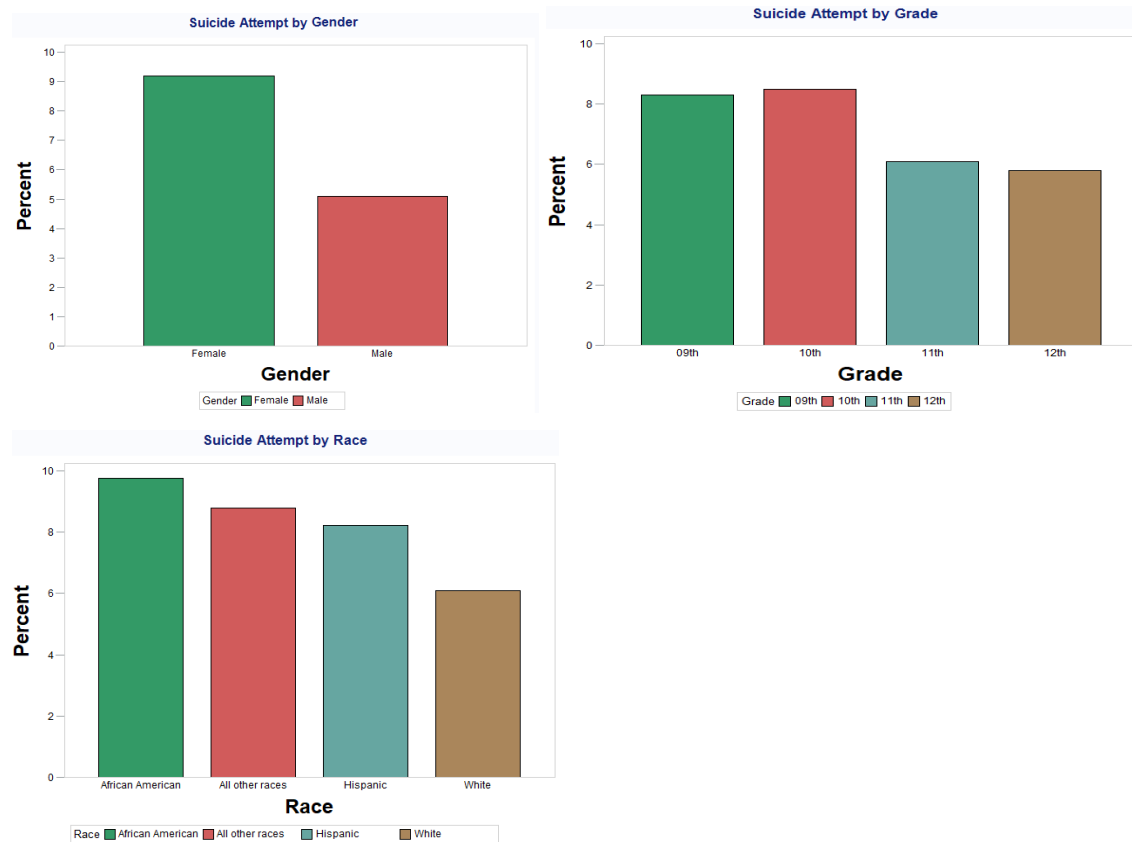 Suicide Attempt by Gender
10
9
8
7
6
5
4
3
2
1
0
Percent
Female Male
Gender
Gender Female Male
Suicide Attempt by Grade
10
8
6
4
2
0
Percent
09th 10th 11th 12th
Grade
Grade 09th 10th 11th 12th
Suicide Attempt by Race
10
8
6
4
2
0
Percent
African American All other races Hispanic White
Race
Race African American All other races Hispanic White